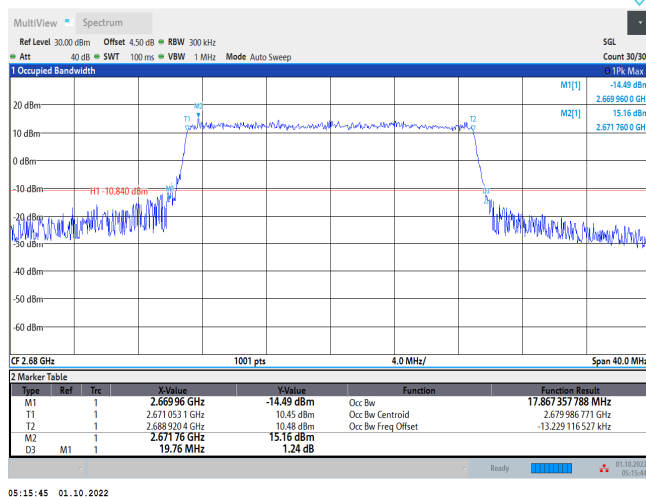 MultiView Spectrum
Ref Level 30.00 dBm Offset 4.50 dB RBW 300 kHz SGL
Att 40 dB SWT 100 ms VBW 1 MHz Mode Auto Sweep Count 30/30
1 Occupied Bandwidth 1Pk Max
M1[1] -14.49 dBm
2.669 960 0 GHz
M2[1] 15.16 dBm
2.671 760 0 GHz
20 dBm
M2
T1
T2
10 dBm
0 dBm
-10 dBm
H1 -10.840 dBm
M1
D3
-20 dBm
-30 dBm
-40 dBm
-50 dBm
-60 dBm
CF 2.68 GHz 1001 pts 4.0 MHz/ Span 40.0 MHz
2 Marker Table
Type Ref Trc X-Value Y-Value Function Function Result
M1 1 2.669 96 GHz -14.49 dBm Occ Bw 17.867 357 788 MHz
T1 1 2.671 053 1 GHz 10.45 dBm Occ Bw Centroid 2.679 986 771 GHz
T2 1 2.688 920 4 GHz 10.48 dBm Occ Bw Freq Offset -13.229 116 527 kHz
M2 1 2.671 76 GHz 15.16 dBm
D3 M1 1 19.76 MHz 1.24 dB
Ready 01.10.2022
05:15:44
05:15:45 01.10.2022